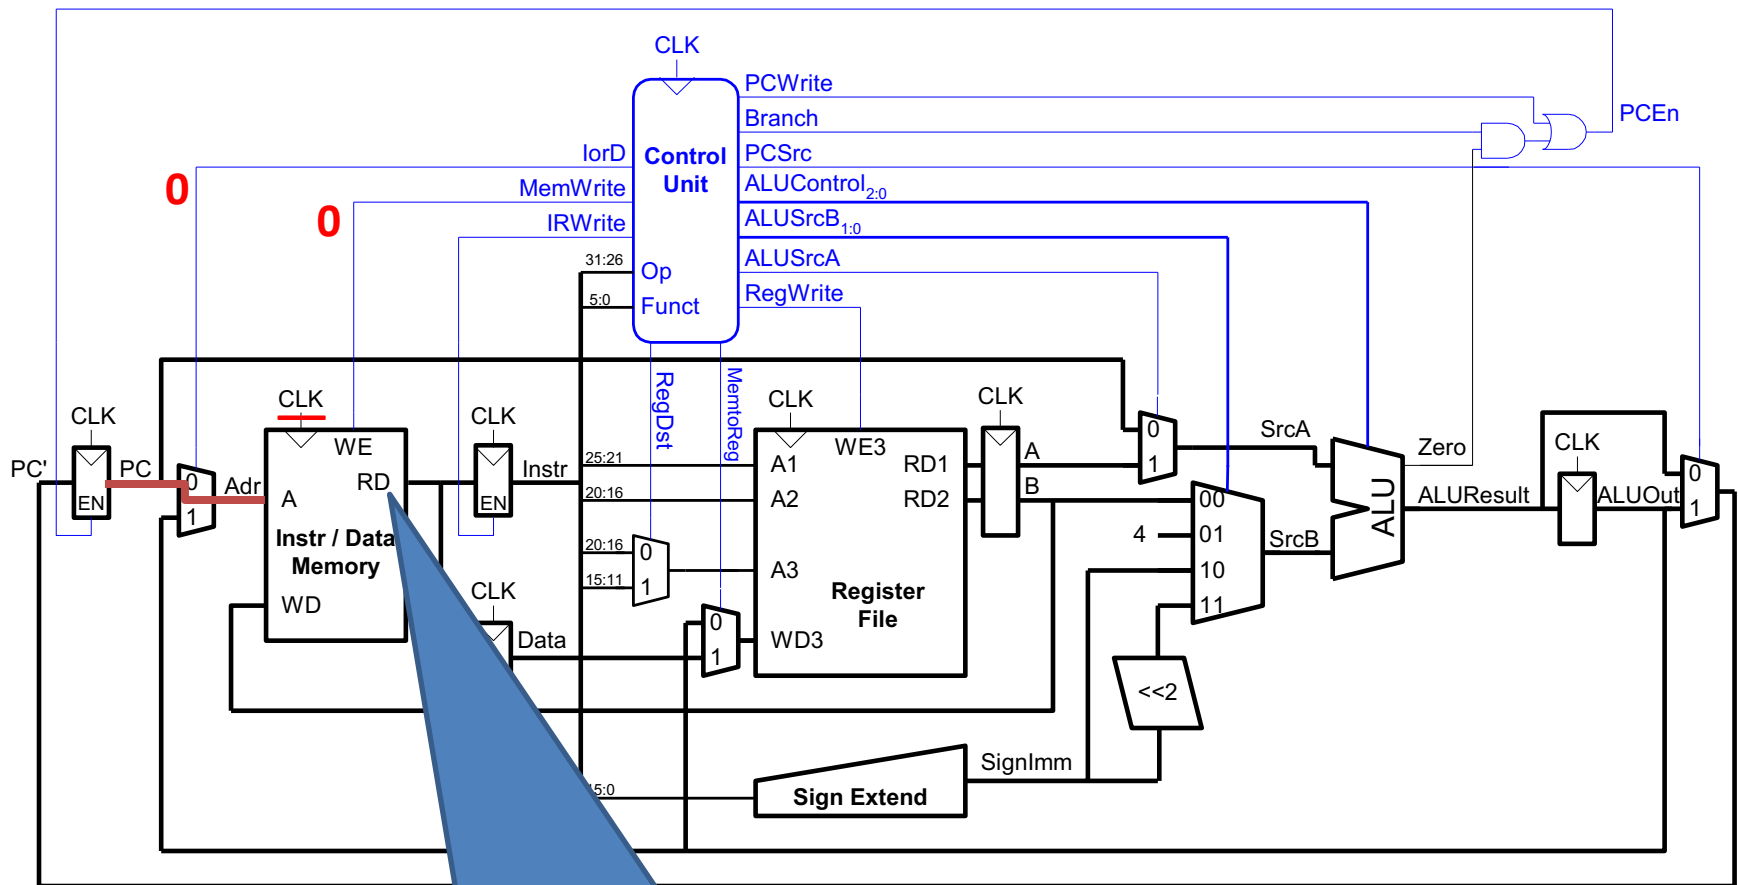 CLK
PCWrite
Branch
PCEn
IorD
Control
Unit
PCSrc
0
MemWrite
ALUControl2:0
0
IRWrite
ALUSrcB1:0
31:26
Op
ALUSrcA
5:0
Funct
RegWrite
RegDst
MemtoReg
CLK
CLK
CLK
CLK
CLK
CLK
PC'
PC
EN
0
1
Adr
WE
RD
A
Instr / Data
Memory
WD
EN
Instr
25:21
20:16
20:16
15:11
0
1
A1
A2
A3
WD3
WE3
RD1
RD2
Register
File
A
B
0
1
SrcA
00
01
10
11
4
SrcB
ALU
Zero
ALUResult
ALUOut
0
1
CLK
Data
0
1
<<2
SignImm
5:0
Sign Extend